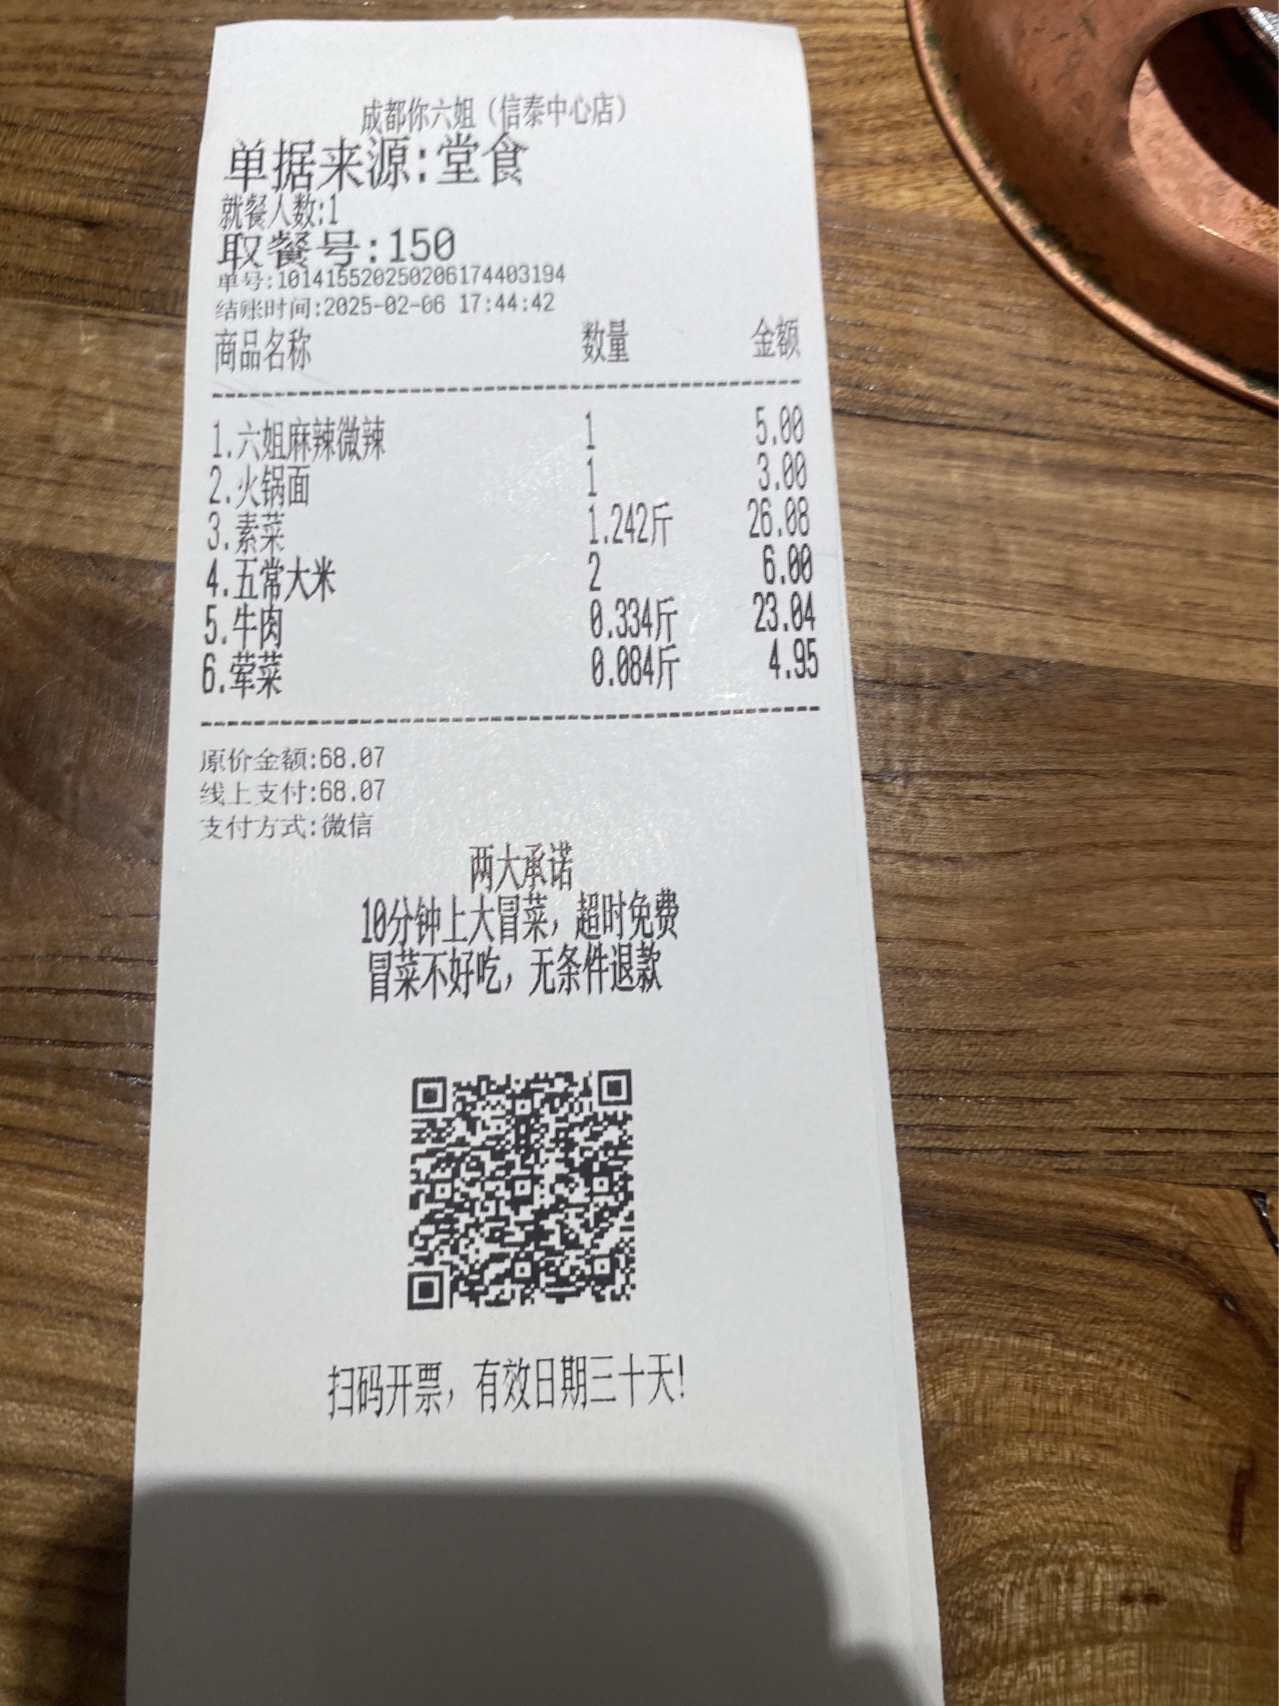 成都你六姐（信泰中心店）
单据来源:堂食
就餐人数:1
取餐号:150
单号:101415520250206174403194
结账时间:2025-02-06 17:44:42
商品名称 数量 金额
1.六姐麻辣微辣 1 5.00
2.火锅面 1 3.00
3.素菜 1.242斤 26.08
4.五常大米 2 6.00
5.牛肉 0.334斤 23.04
6.荤菜 0.084斤 4.95
原价金额:68.07
线上支付:68.07
支付方式:微信
两大承诺
10分钟上大冒菜，超时免费
冒菜不好吃，无条件退款
扫码开票，有效日期三十天!